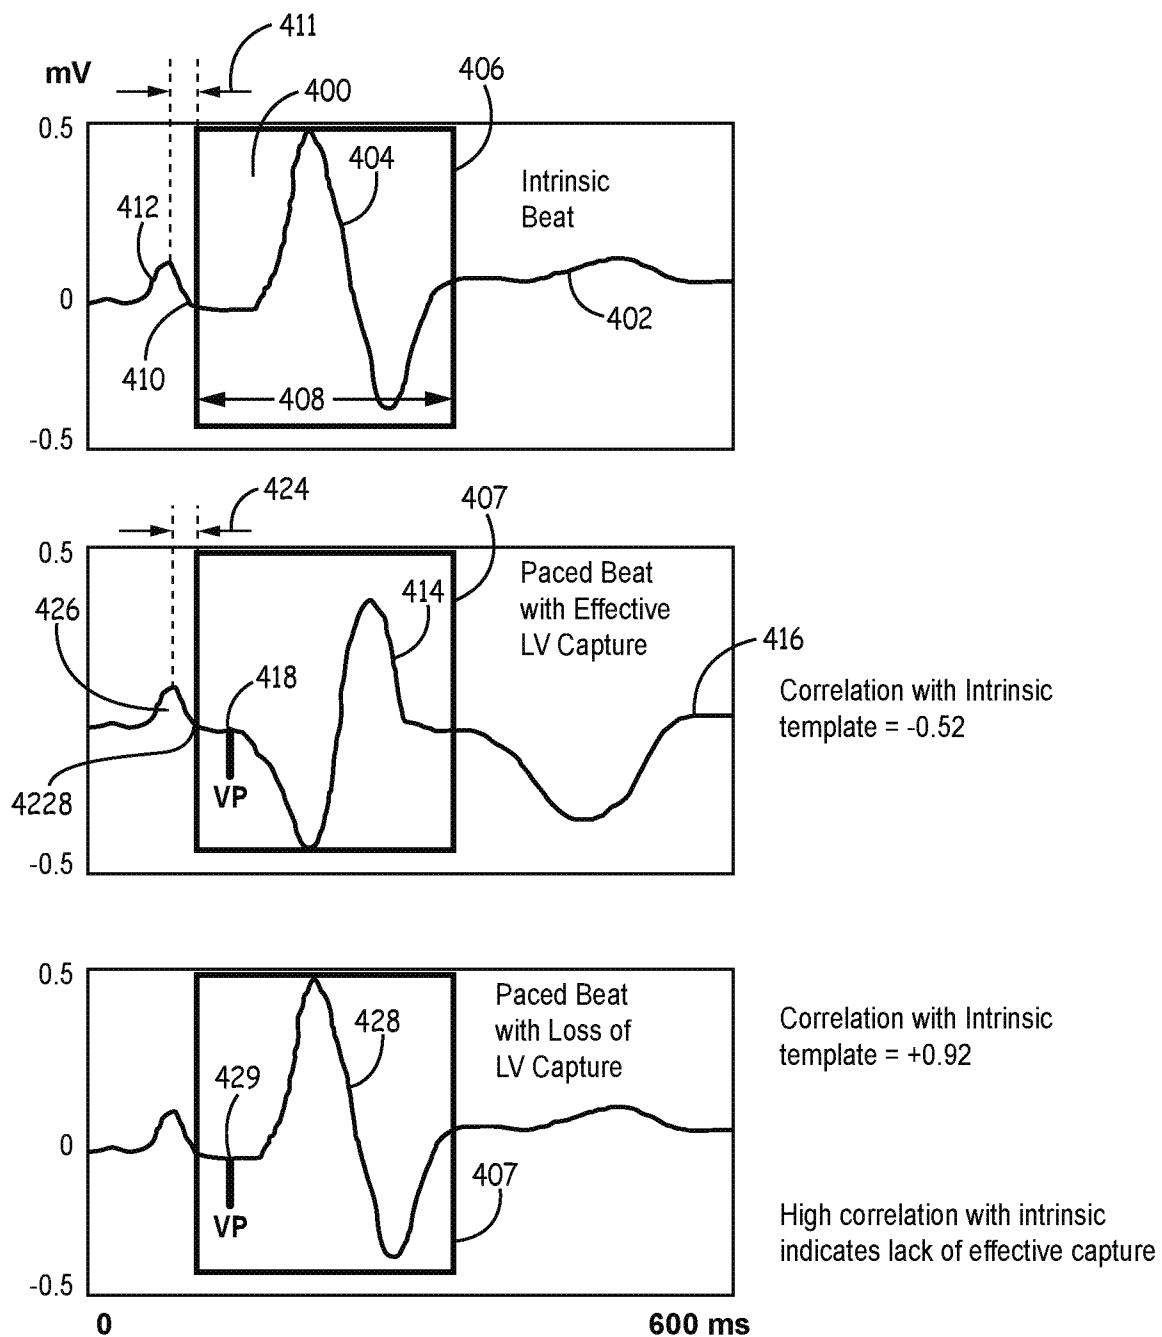 411
mV
406
400
0.5
404
Intrinsic
Beat
412
0
402
410
408
-0.5
424
407
0.5
Paced Beat
with Effective
LV Capture
414
426
416
418
Correlation with Intrinsic
template = -0.52
VP
4228
-0.5
0.5
Paced Beat
with Loss of
LV Capture
428
Correlation with Intrinsic
template = +0.92
429
0
407
VP
High correlation with intrinsic
indicates lack of effective capture
-0.5
0
600 ms